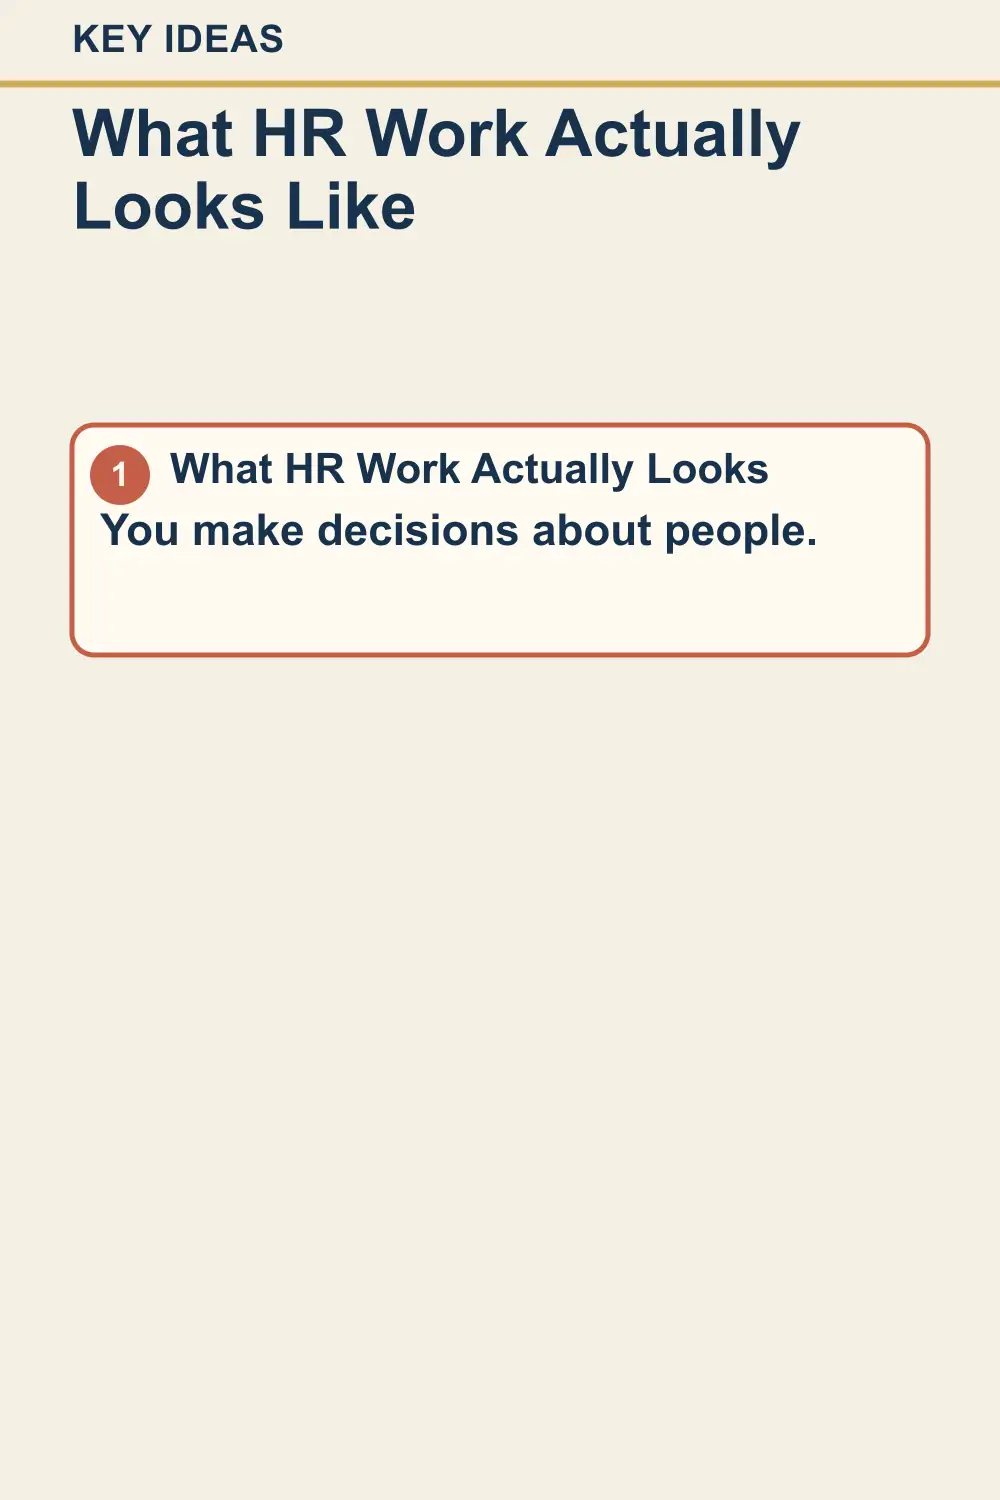 KEY IDEAS
What HR Work Actually
Looks Like
1 What HR Work Actually Looks
You make decisions about people.